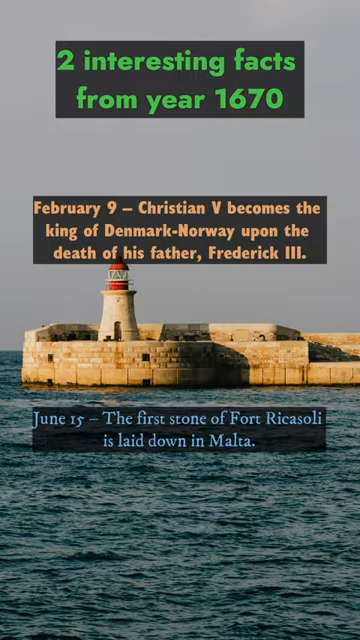 2 interesting facts
from year 1670
February 9 – Christian V becomes the
king of Denmark-Norway upon the
death of his father, Frederick III.
June 15 – The first stone of Fort Ricasoli
is laid down in Malta.